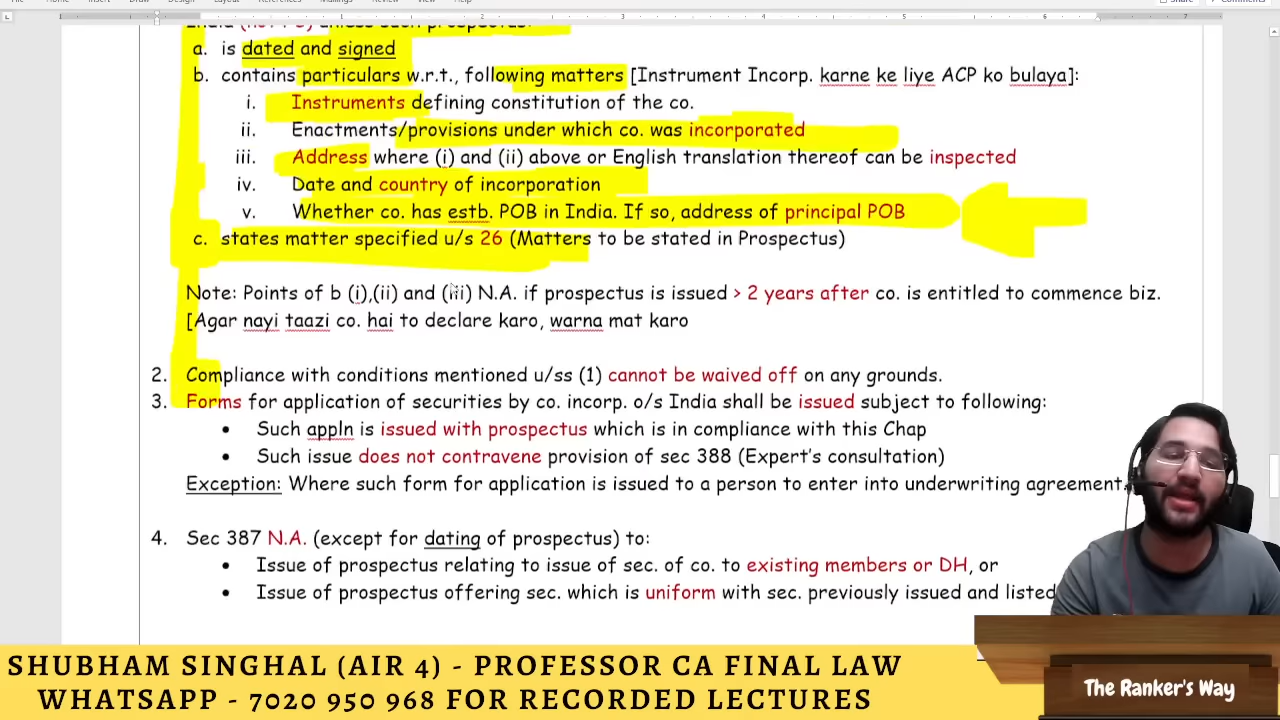 India
a. is dated and signed
b. contains particulars w.r.t., following matters [Instrument Incorp. karne ke liye ACP ko bulaya]:
i. Instruments defining constitution of the co.
ii. Enactments/provisions under which co. was incorporated
iii. Address where (i) and (ii) above or English translation thereof can be inspected
iv. Date and country of incorporation
v. Whether co. has estb. POB in India. If so, address of principal POB
c. states matter specified u/s 26 (Matters to be stated in Prospectus)
Note: Points of b (i),(ii) and (iii) N.A. if prospectus is issued > 2 years after co. is entitled to commence biz.
[Agar nayi taazi co. hai to declare karo, warna mat karo
2. Compliance with conditions mentioned u/ss (1) cannot be waived off on any grounds.
3. Forms for application of securities by co. incorp. o/s India shall be issued subject to following:
• Such appln is issued with prospectus which is in compliance with this Chap
• Such issue does not contravene provision of sec 388 (Expert's consultation)
Exception: Where such form for application is issued to a person to enter into underwriting agreement.
4. Sec 387 N.A. (except for dating of prospectus) to:
• Issue of prospectus relating to issue of sec. of co. to existing members or DH, or
• Issue of prospectus offering sec. which is uniform with sec. previously issued and listed
SHUBHAM SINGHAL (AIR 4) - PROFESSOR CA FINAL LAW
WHATSAPP - 7020 950 968 FOR RECORDED LECTURES
The Ranker's Way